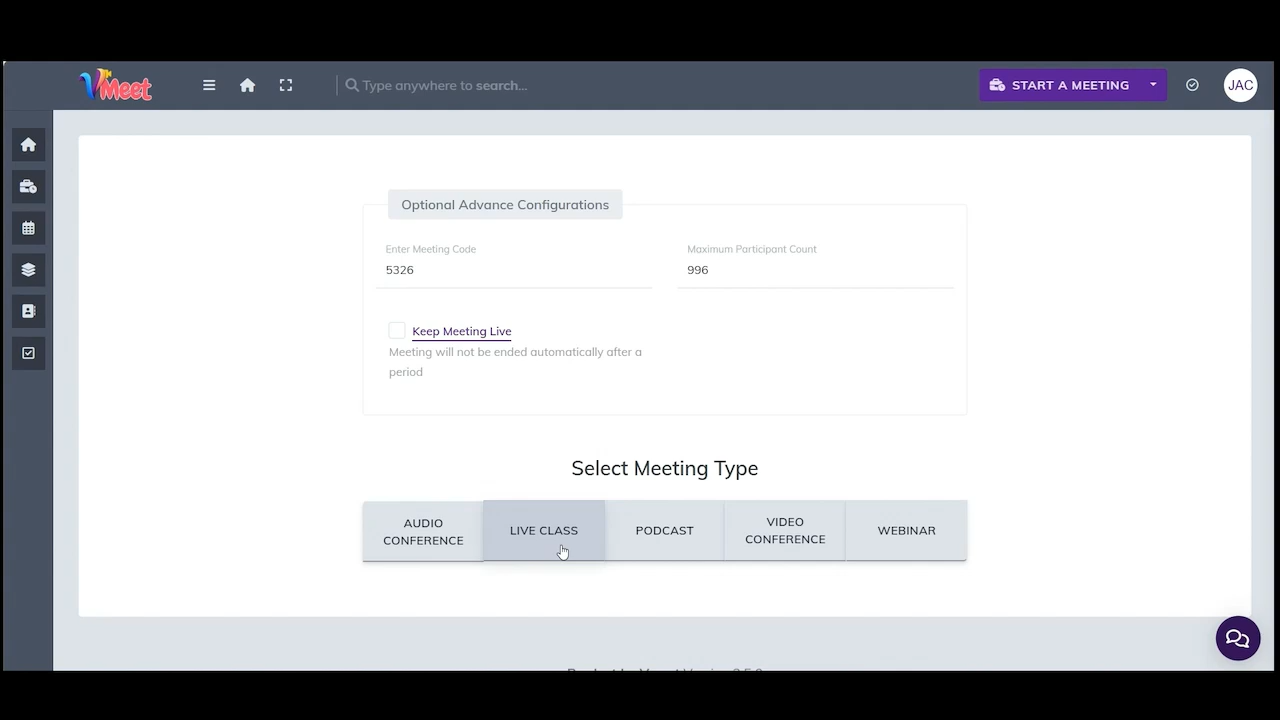 VMeet
Type anywhere to search...
START A MEETING
JAC
Optional Advance Configurations
Enter Meeting Code
Maximum Participant Count
5326
996
Keep Meeting Live
Meeting will not be ended automatically after a
period
Select Meeting Type
AUDIO
CONFERENCE
LIVE CLASS
PODCAST
VIDEO
CONFERENCE
WEBINAR